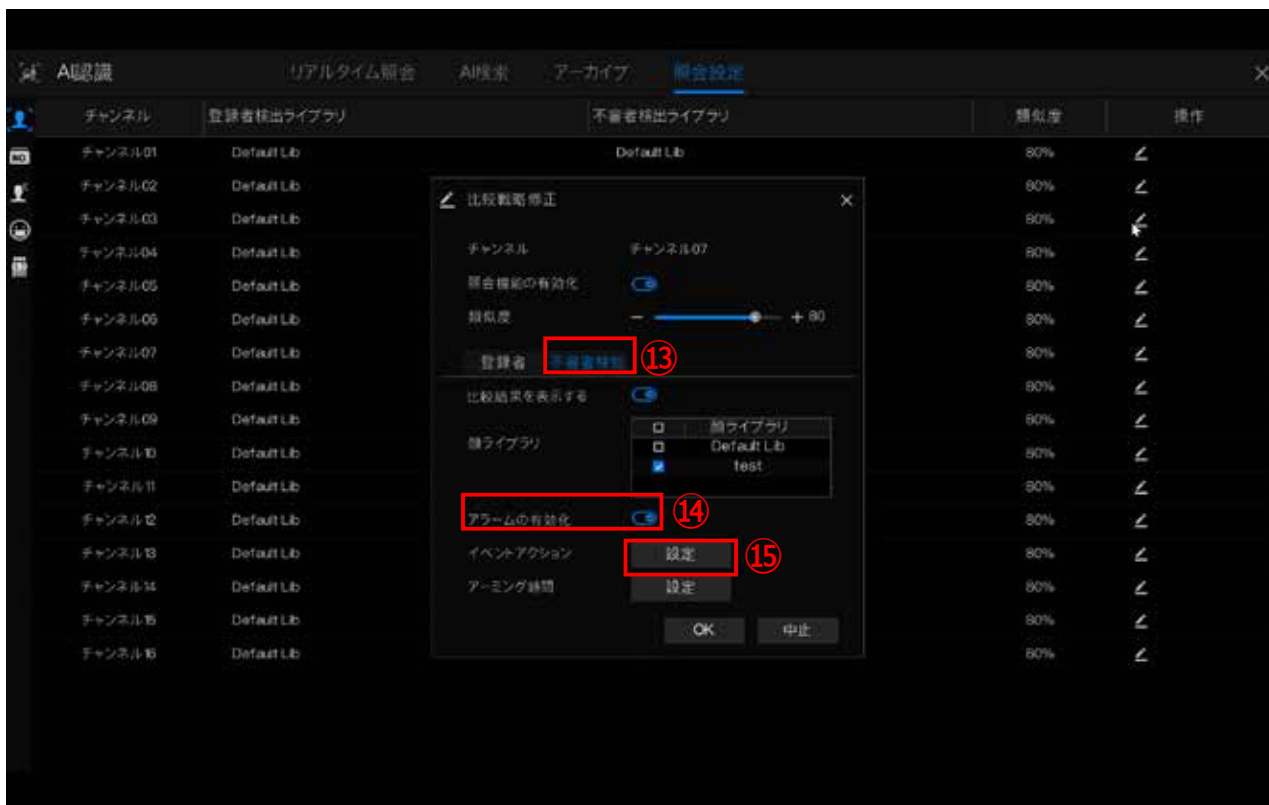 AI認識 リアルタイム照合 AI検索 アーカイブ 照会設定
チャンネル 登録者検出ライブラリ 不審者検出ライブラリ 類似度 操作
チャンネル01 Default Lib Default Lib 80%
チャンネル02 Default Lib 80%
チャンネル03 Default Lib 80%
チャンネル04 Default Lib 80%
チャンネル05 Default Lib 80%
チャンネル06 Default Lib 80%
チャンネル07 Default Lib 80%
チャンネル08 Default Lib 80%
チャンネル09 Default Lib 80%
チャンネル10 Default Lib 80%
チャンネル11 Default Lib 80%
チャンネル12 Default Lib 80%
チャンネル13 Default Lib 80%
チャンネル14 Default Lib 80%
チャンネル15 Default Lib 80%
チャンネル16 Default Lib 80%
比較戦略修正
チャンネル チャンネル07
照会機能の有効化
類似度 80
登録者 不審者検知 ⑬
比較結果を表示する
顔ライブラリ
顔ライブラリ
Default Lib
test
アラームの有効化 ⑭
イベントアクション 設定 ⑮
アーミング時間 設定
OK 中止